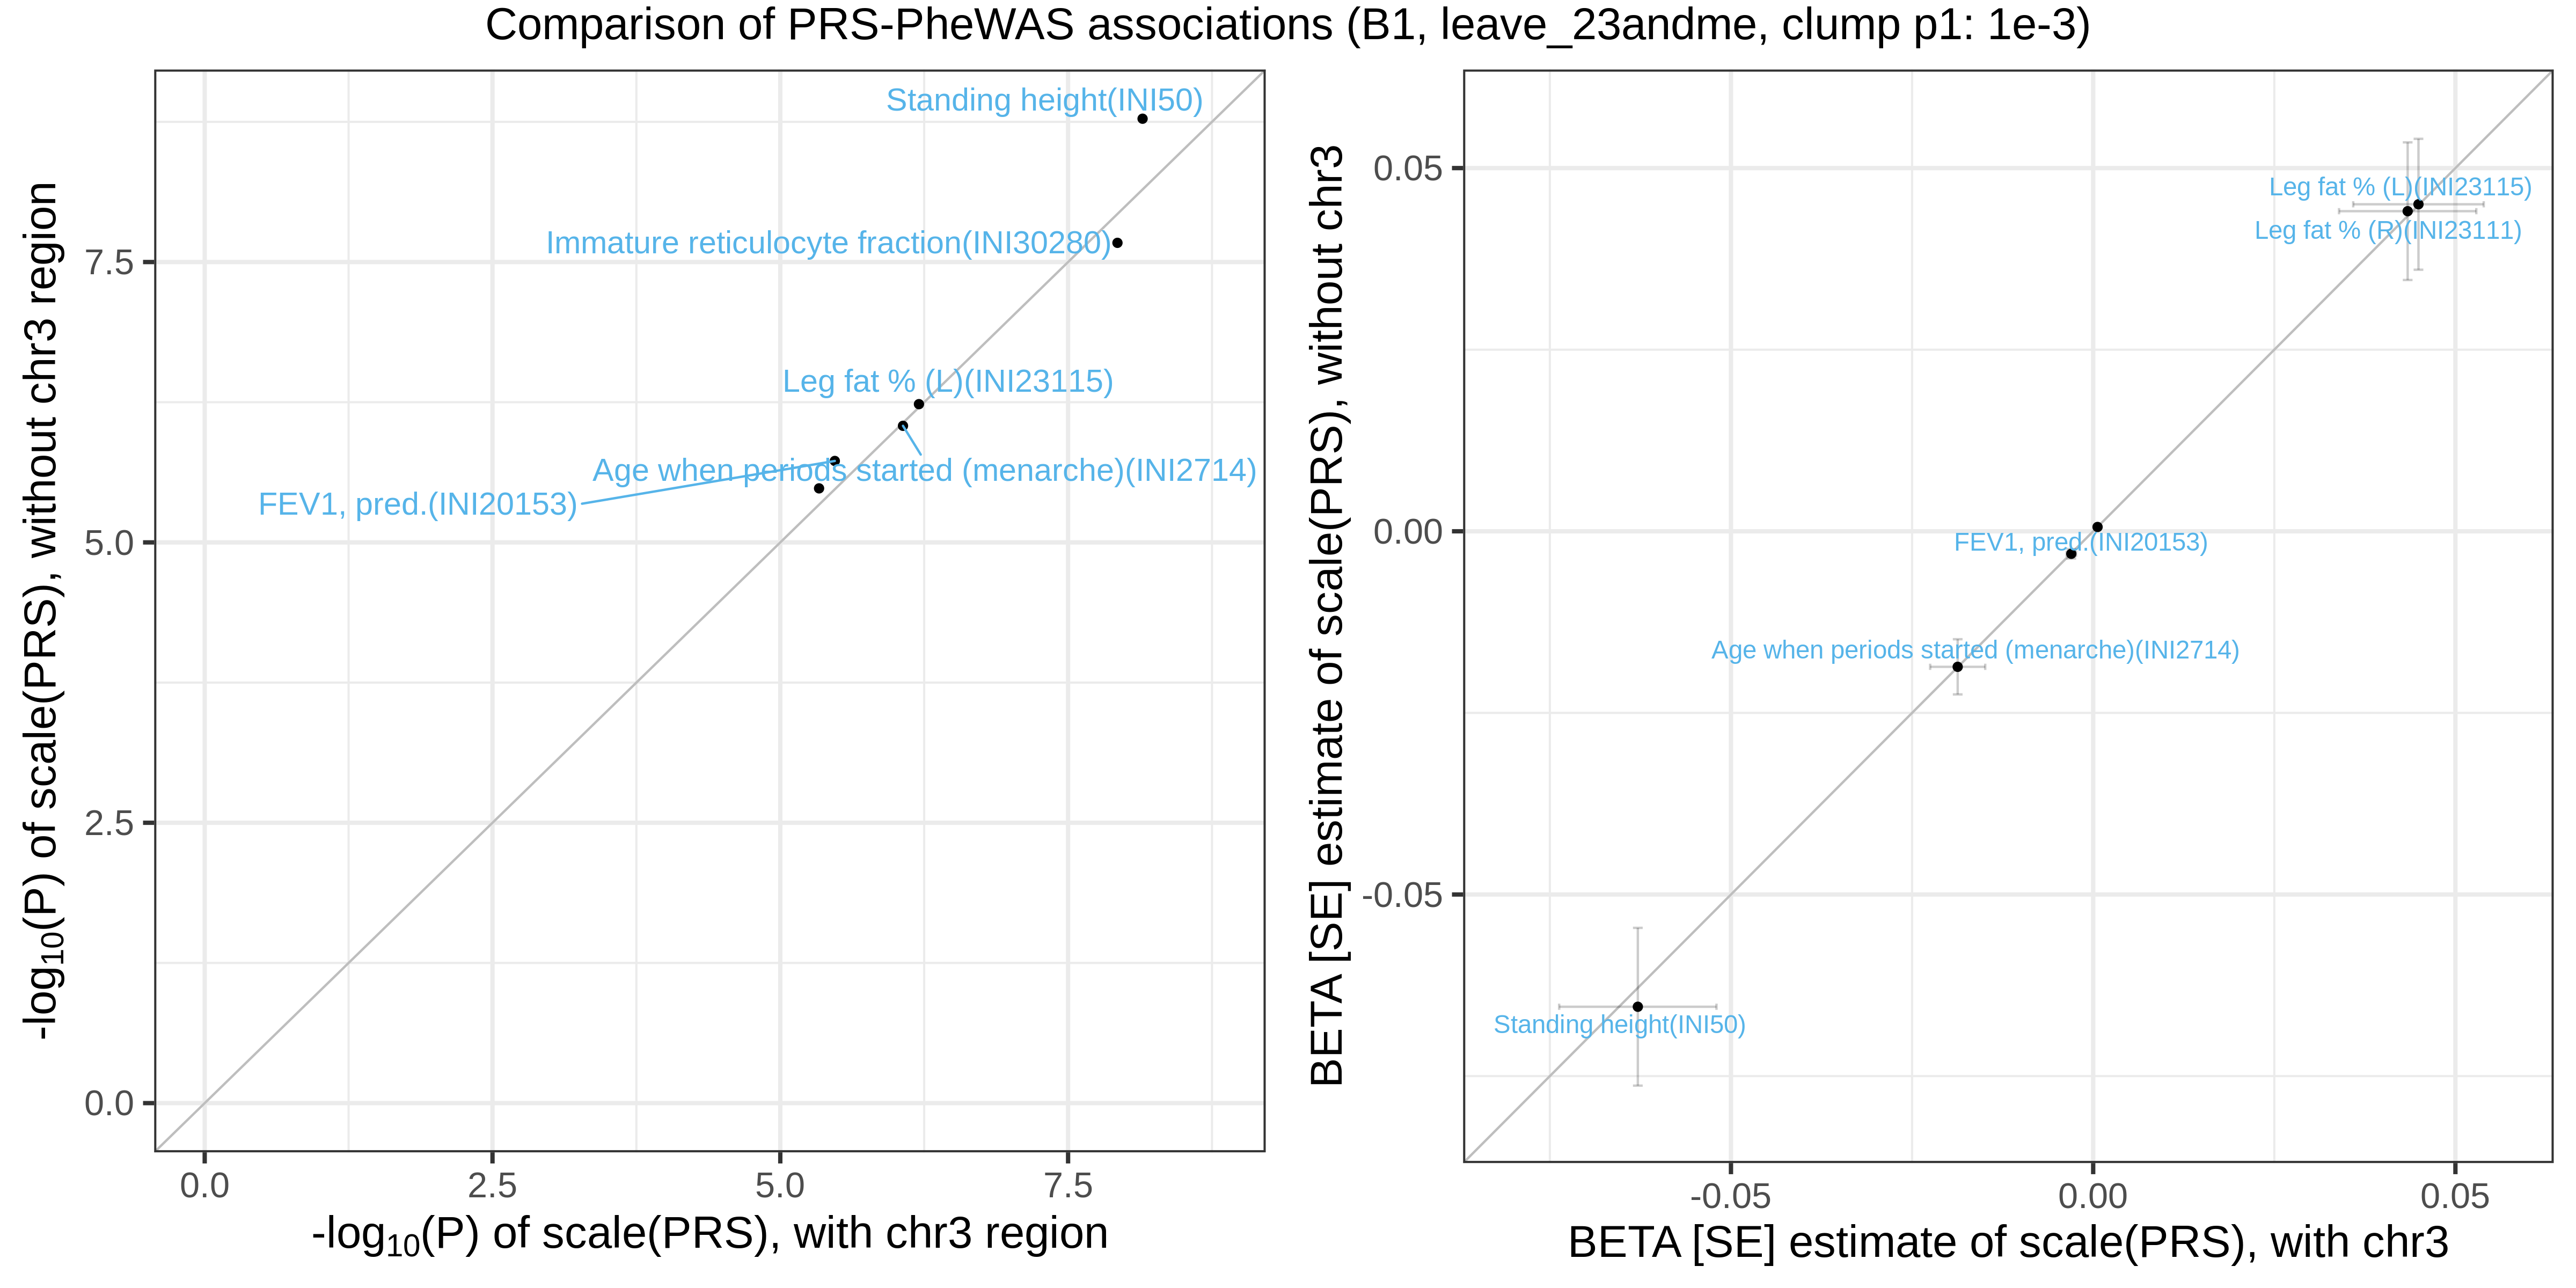 Comparison of PRS-PheWAS associations (B1, leave_23andme, clump p1: 1e-3)
-log10(P) of scale(PRS), without chr3 region
7.5
5.0
2.5
0.0
Standing height(INI50)
Immature reticulocyte fraction(INI30280)
Leg fat % (L)(INI23115)
Age when periods started (menarche)(INI2714)
FEV1, pred.(INI20153)
0.0
2.5
5.0
7.5
-log10(P) of scale(PRS), with chr3 region
BETA [SE] estimate of scale(PRS), without chr3
0.05
0.00
-0.05
Leg fat % (L)(INI23115)
Leg fat % (R)(INI23111)
FEV1, pred.(INI20153)
Age when periods started (menarche)(INI2714)
Standing height(INI50)
-0.05
0.00
0.05
BETA [SE] estimate of scale(PRS), with chr3